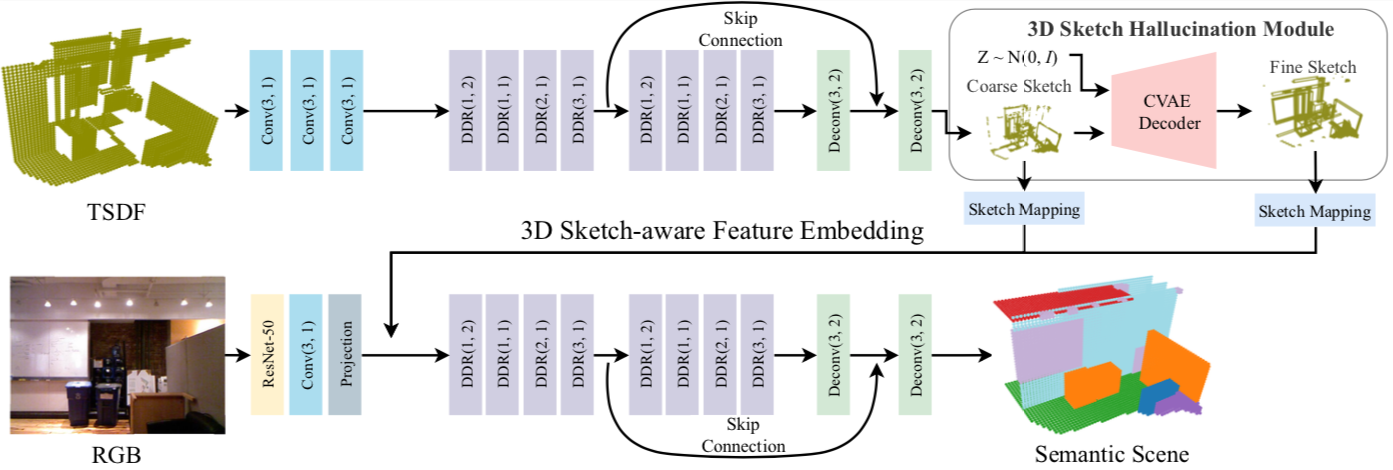 Skip
Connection
3D Sketch Hallucination Module
Z ~ N(0, I)
Coarse Sketch
CVAE
Decoder
Fine Sketch
Conv(3, 1)
Conv(3, 1)
Conv(3, 1)
DDR(1, 2)
DDR(1, 1)
DDR(2, 1)
DDR(3, 1)
DDR(1, 2)
DDR(1, 1)
DDR(2, 1)
DDR(3, 1)
Deconv(3, 2)
Deconv(3, 2)
TSDF
Sketch Mapping
Sketch Mapping
3D Sketch-aware Feature Embedding
ResNet-50
Conv(3, 1)
Projection
DDR(1, 2)
DDR(1, 1)
DDR(2, 1)
DDR(3, 1)
DDR(1, 2)
DDR(1, 1)
DDR(2, 1)
DDR(3, 1)
Deconv(3, 2)
Deconv(3, 2)
Skip
Connection
RGB
Semantic Scene